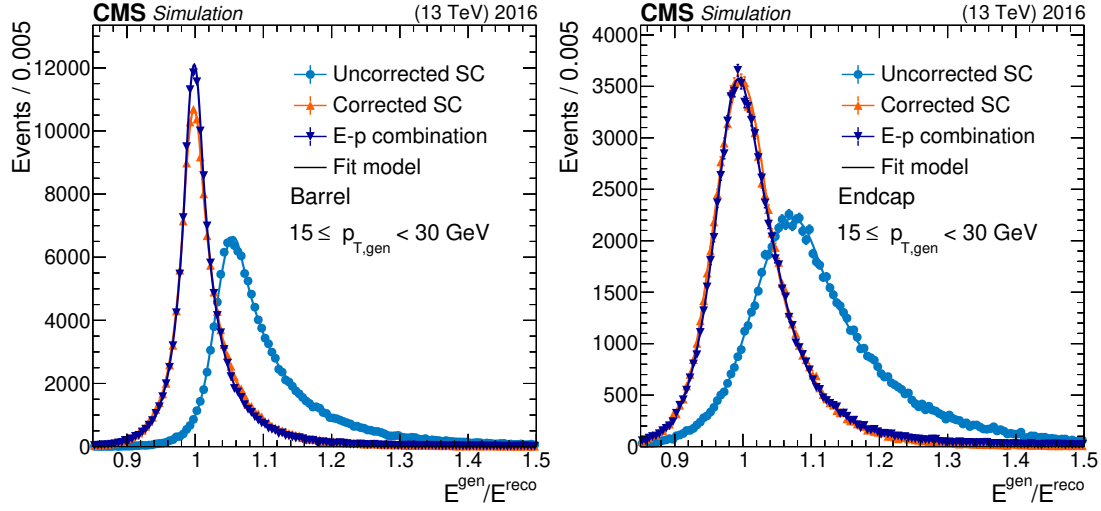 CMS Simulation (13 TeV) 2016
Events / 0.005
12000
10000
8000
6000
4000
2000
0
Uncorrected SC
Corrected SC
E-p combination
Fit model
Barrel
15 ≤ p_T,gen < 30 GeV
0.9 1 1.1 1.2 1.3 1.4 1.5
E^gen/E^reco
CMS Simulation (13 TeV) 2016
Events / 0.005
4000
3500
3000
2500
2000
1500
1000
500
0
Uncorrected SC
Corrected SC
E-p combination
Fit model
Endcap
15 ≤ p_T,gen < 30 GeV
0.9 1 1.1 1.2 1.3 1.4 1.5
E^gen/E^reco